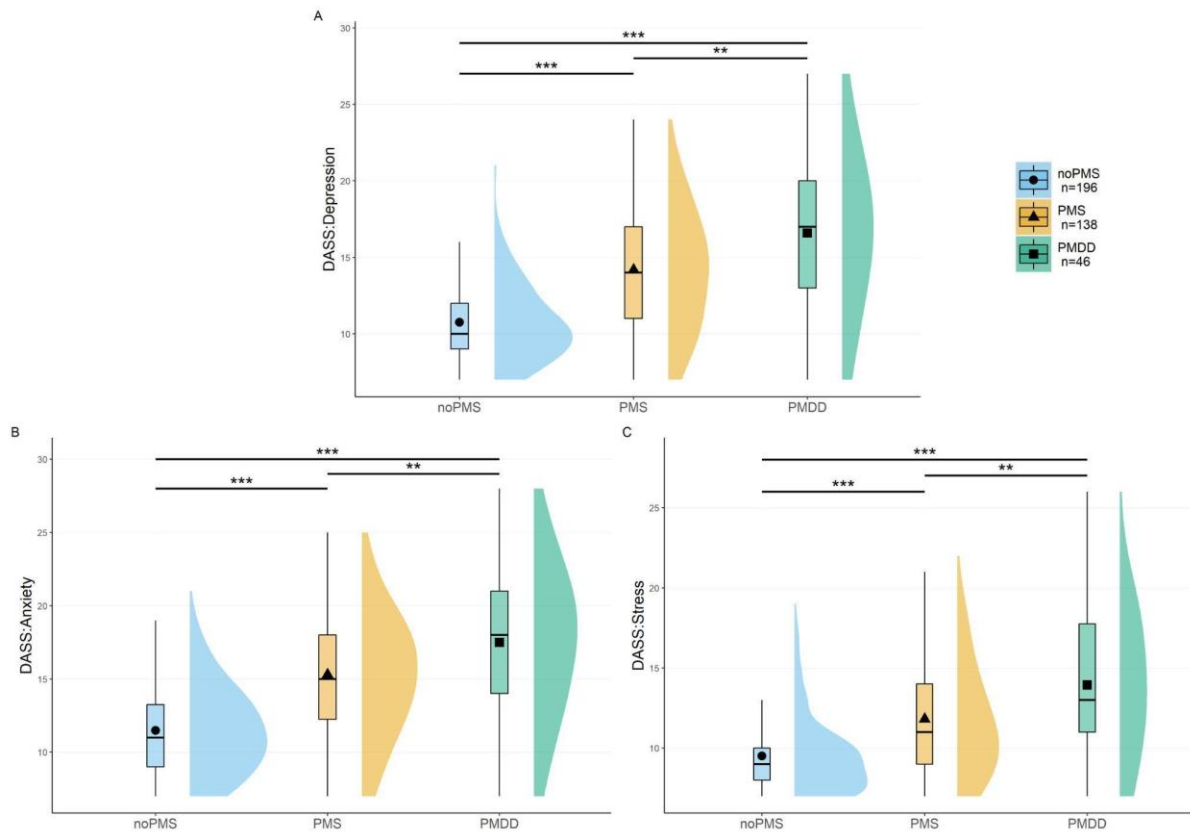 A
30
25
20
15
10
DASS:Depression
***
***
**
noPMS
PMS
PMDD
noPMS
n=196
PMS
n=138
PMDD
n=46
B
30
25
20
15
10
DASS:Anxiety
***
***
**
noPMS
PMS
PMDD
C
25
20
15
10
DASS:Stress
***
***
**
noPMS
PMS
PMDD